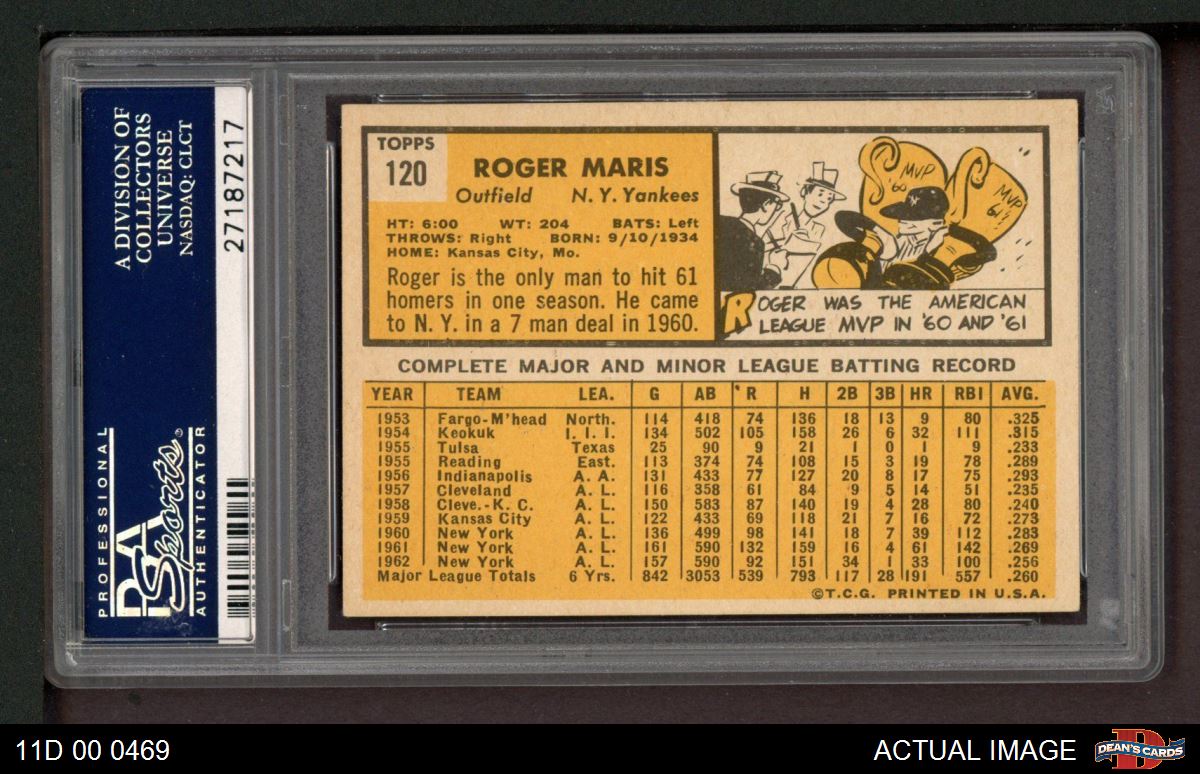 A DIVISION OF
COLLECTORS
UNIVERSE
NASDAQ: CLCT
27187217
PROFESSIONAL
PSA
Sports®
AUTHENTICATOR
TOPPS
120
ROGER MARIS
Outfield N. Y. Yankees
HT: 6:00 WT: 204 BATS: Left
THROWS: Right BORN: 9/10/1934
HOME: Kansas City, Mo.
Roger is the only man to hit 61
homers in one season. He came
to N. Y. in a 7 man deal in 1960.
MVP '60
MVP 61
ROGER WAS THE AMERICAN
LEAGUE MVP IN '60 AND '61
COMPLETE MAJOR AND MINOR LEAGUE BATTING RECORD
YEAR TEAM LEA. G AB R H 2B 3B HR RBI AVG.
1953 Fargo-M'head North. 114 418 74 136 18 13 9 80 .325
1954 Keokuk I. I. I. 134 502 105 158 26 6 32 111 .315
1955 Tulsa Texas 25 90 9 21 1 0 1 9 .233
1955 Reading East. 113 374 74 108 15 3 19 78 .289
1956 Indianapolis A. A. 131 433 77 127 20 8 17 75 .293
1957 Cleveland A. L. 116 358 61 84 9 5 14 51 .235
1958 Cleve.-K. C. A. L. 150 583 87 140 19 4 28 80 .240
1959 Kansas City A. L. 122 433 69 118 21 7 16 72 .273
1960 New York A. L. 136 499 98 141 18 7 39 112 .283
1961 New York A. L. 161 590 132 159 16 4 61 142 .269
1962 New York A. L. 157 590 92 151 34 1 33 100 .256
Major League Totals 6 Yrs. 842 3053 539 793 117 28 191 557 .260
©T.C.G. PRINTED IN U.S.A.
11D 00 0469
ACTUAL IMAGE
D
DEAN'S CARDS